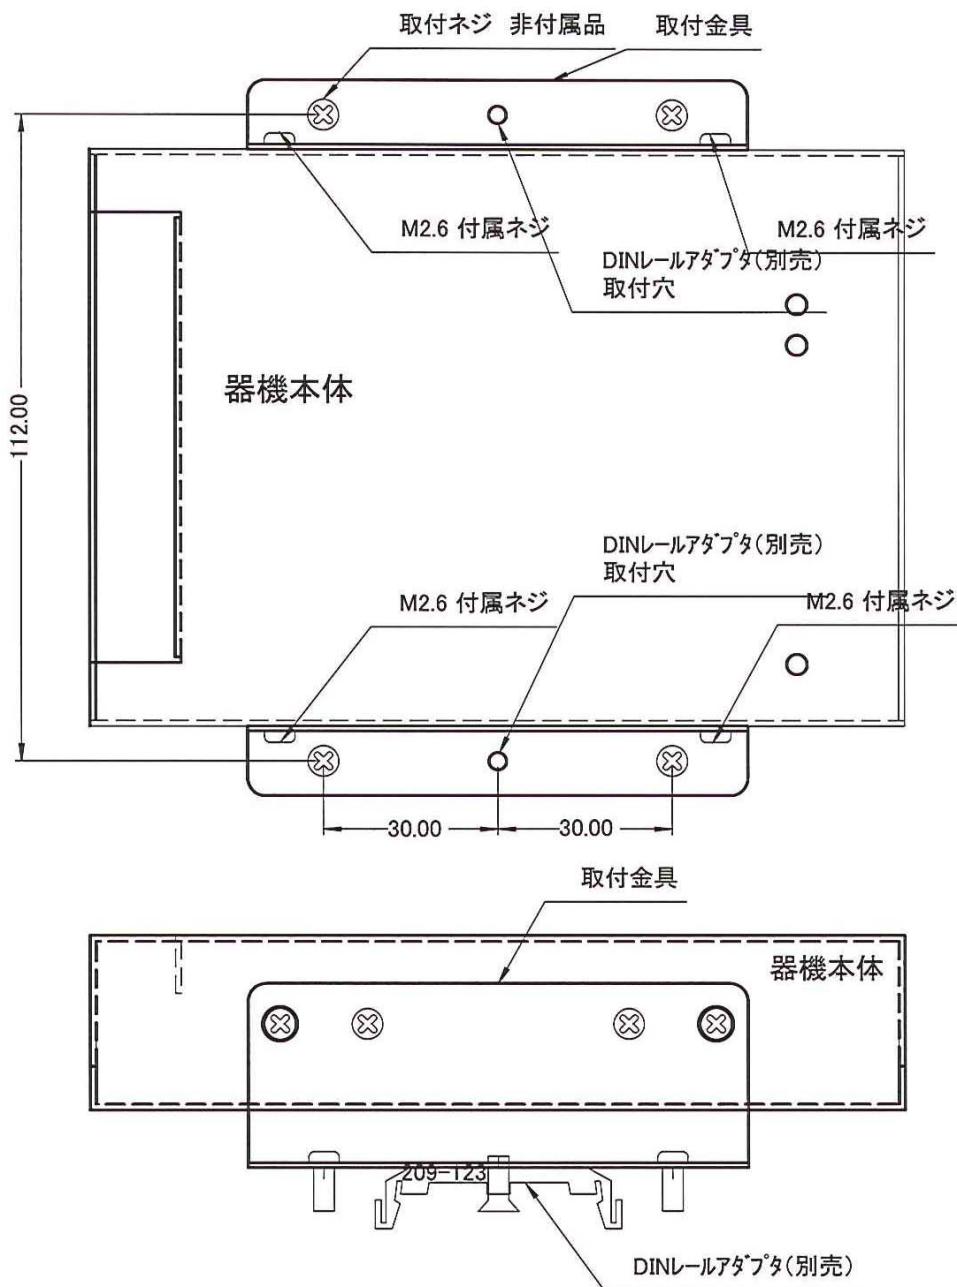 取付ネジ 非付属品
取付金具
M2.6 付属ネジ
M2.6 付属ネジ
DINレールアダプタ(別売)
取付穴
器機本体
112.00
DINレールアダプタ(別売)
取付穴
M2.6 付属ネジ
M2.6 付属ネジ
30.00
30.00
取付金具
器機本体
209-123
DINレールアダプタ(別売)